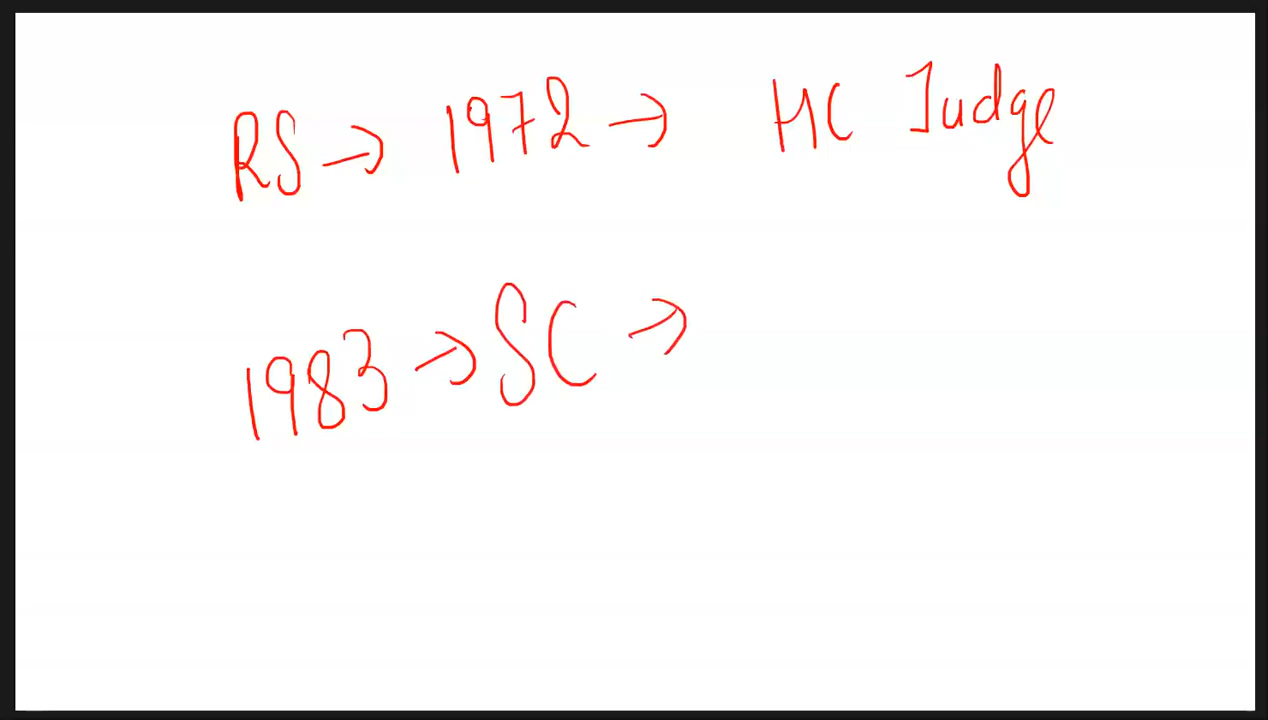 RS → 1972 → HC Judge
1983 → SC →